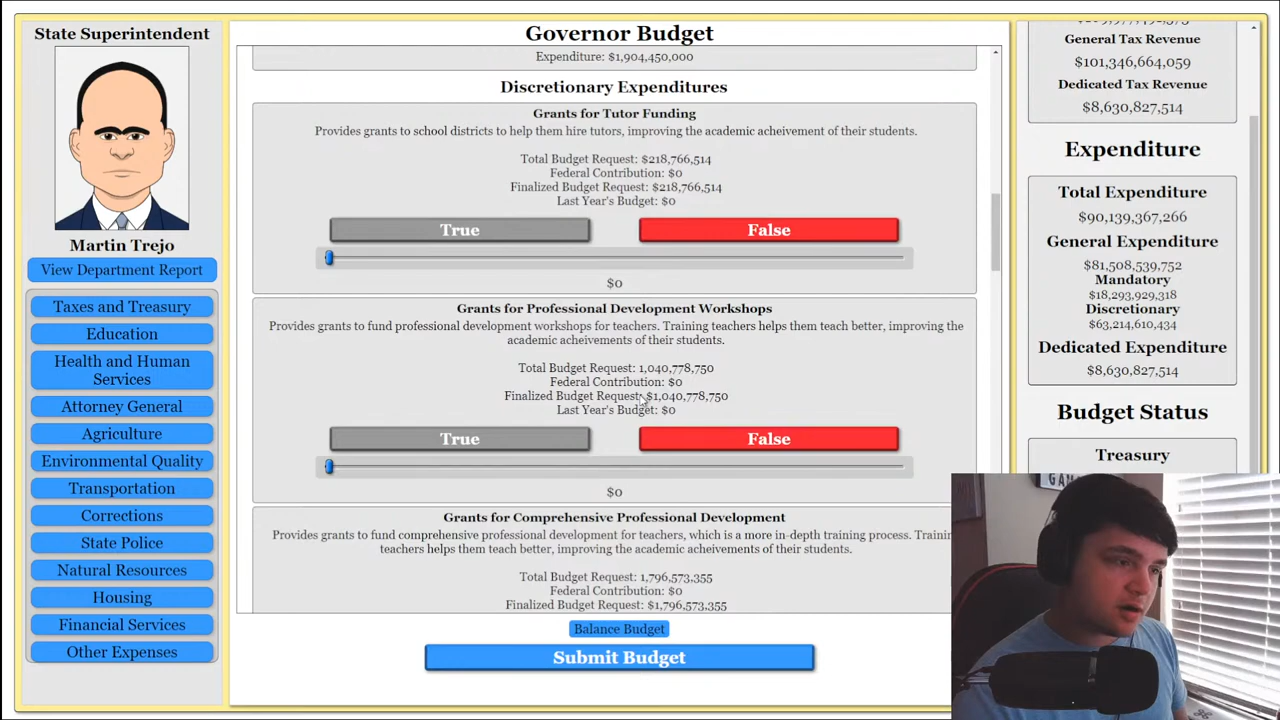 State Superintendent
Martin Trejo
View Department Report
Taxes and Treasury
Education
Health and Human
Services
Attorney General
Agriculture
Environmental Quality
Transportation
Corrections
State Police
Natural Resources
Housing
Financial Services
Other Expenses
Governor Budget
Expenditure: $1,904,450,000
Discretionary Expenditures
Grants for Tutor Funding
Provides grants to school districts to help them hire tutors, improving the academic acheivement of their students.
Total Budget Request: $218,766,514
Federal Contribution: $0
Finalized Budget Request: $218,766,514
Last Year's Budget: $0
True False
$0
Grants for Professional Development Workshops
Provides grants to fund professional development workshops for teachers. Training teachers helps them teach better, improving the
academic acheivements of their students.
Total Budget Request: 1,040,778,750
Federal Contribution: $0
Finalized Budget Request: $1,040,778,750
Last Year's Budget: $0
True False
$0
Grants for Comprehensive Professional Development
Provides grants to fund comprehensive professional development for teachers, which is a more in-depth training process. Trainin
teachers helps them teach better, improving the academic acheivements of their students.
Total Budget Request: 1,796,573,355
Federal Contribution: $0
Finalized Budget Request: $1,796,573,355
Balance Budget
Submit Budget
General Tax Revenue
$101,346,664,059
Dedicated Tax Revenue
$8,630,827,514
Expenditure
Total Expenditure
$90,139,367,266
General Expenditure
$81,508,539,752
Mandatory
$18,293,929,318
Discretionary
$63,214,610,434
Dedicated Expenditure
$8,630,827,514
Budget Status
Treasury